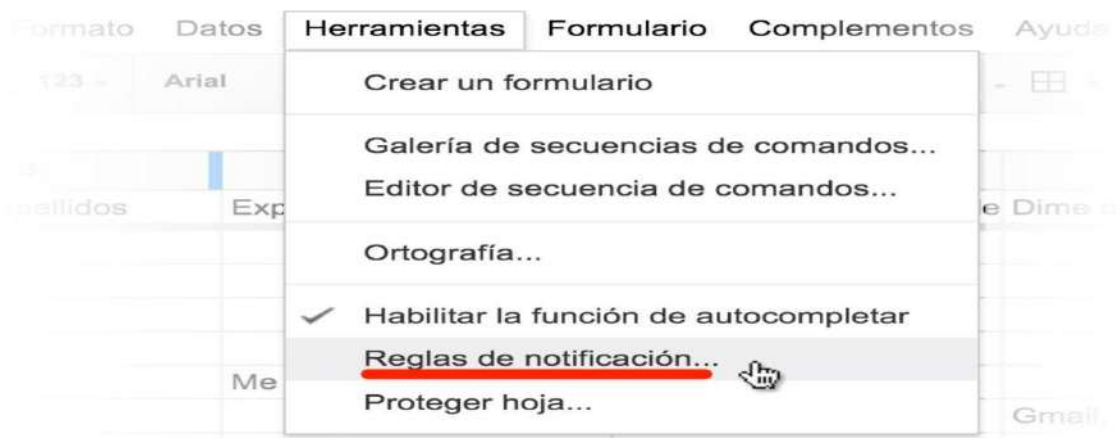 Formato Datos Herramientas Formulario Complementos Ayuda
123 Arial
Crear un formulario
Galería de secuencias de comandos...
Editor de secuencia de comandos...
Exp
Dime
Ortografía...
Habilitar la función de autocompletar
Reglas de notificación...
Me
Proteger hoja...
Gmail,